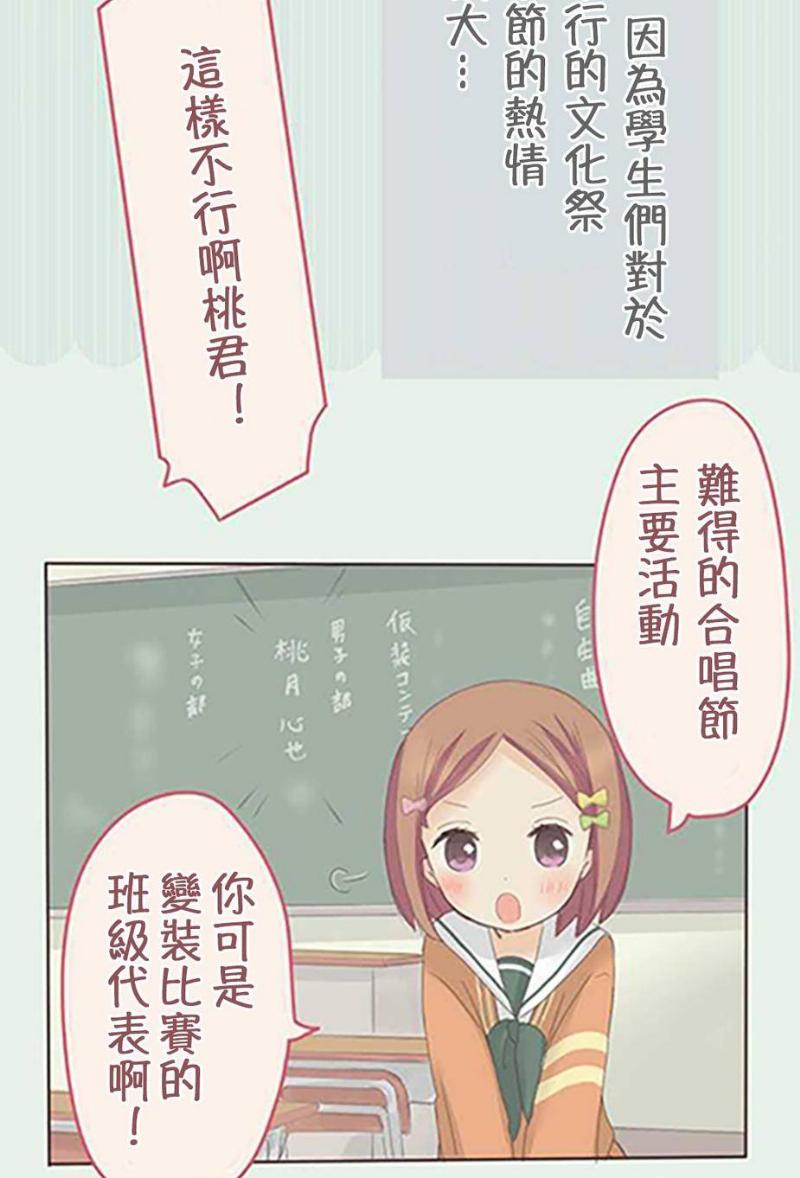 因為學生們對於
行的文化祭
節的熱情
大…
這樣不行啊桃君！
難得的合唱節
主要活動
自由曲
仮装コンテ
男子の部
桃月心也
女子の部
你可是
變裝比賽的
班級代表啊！